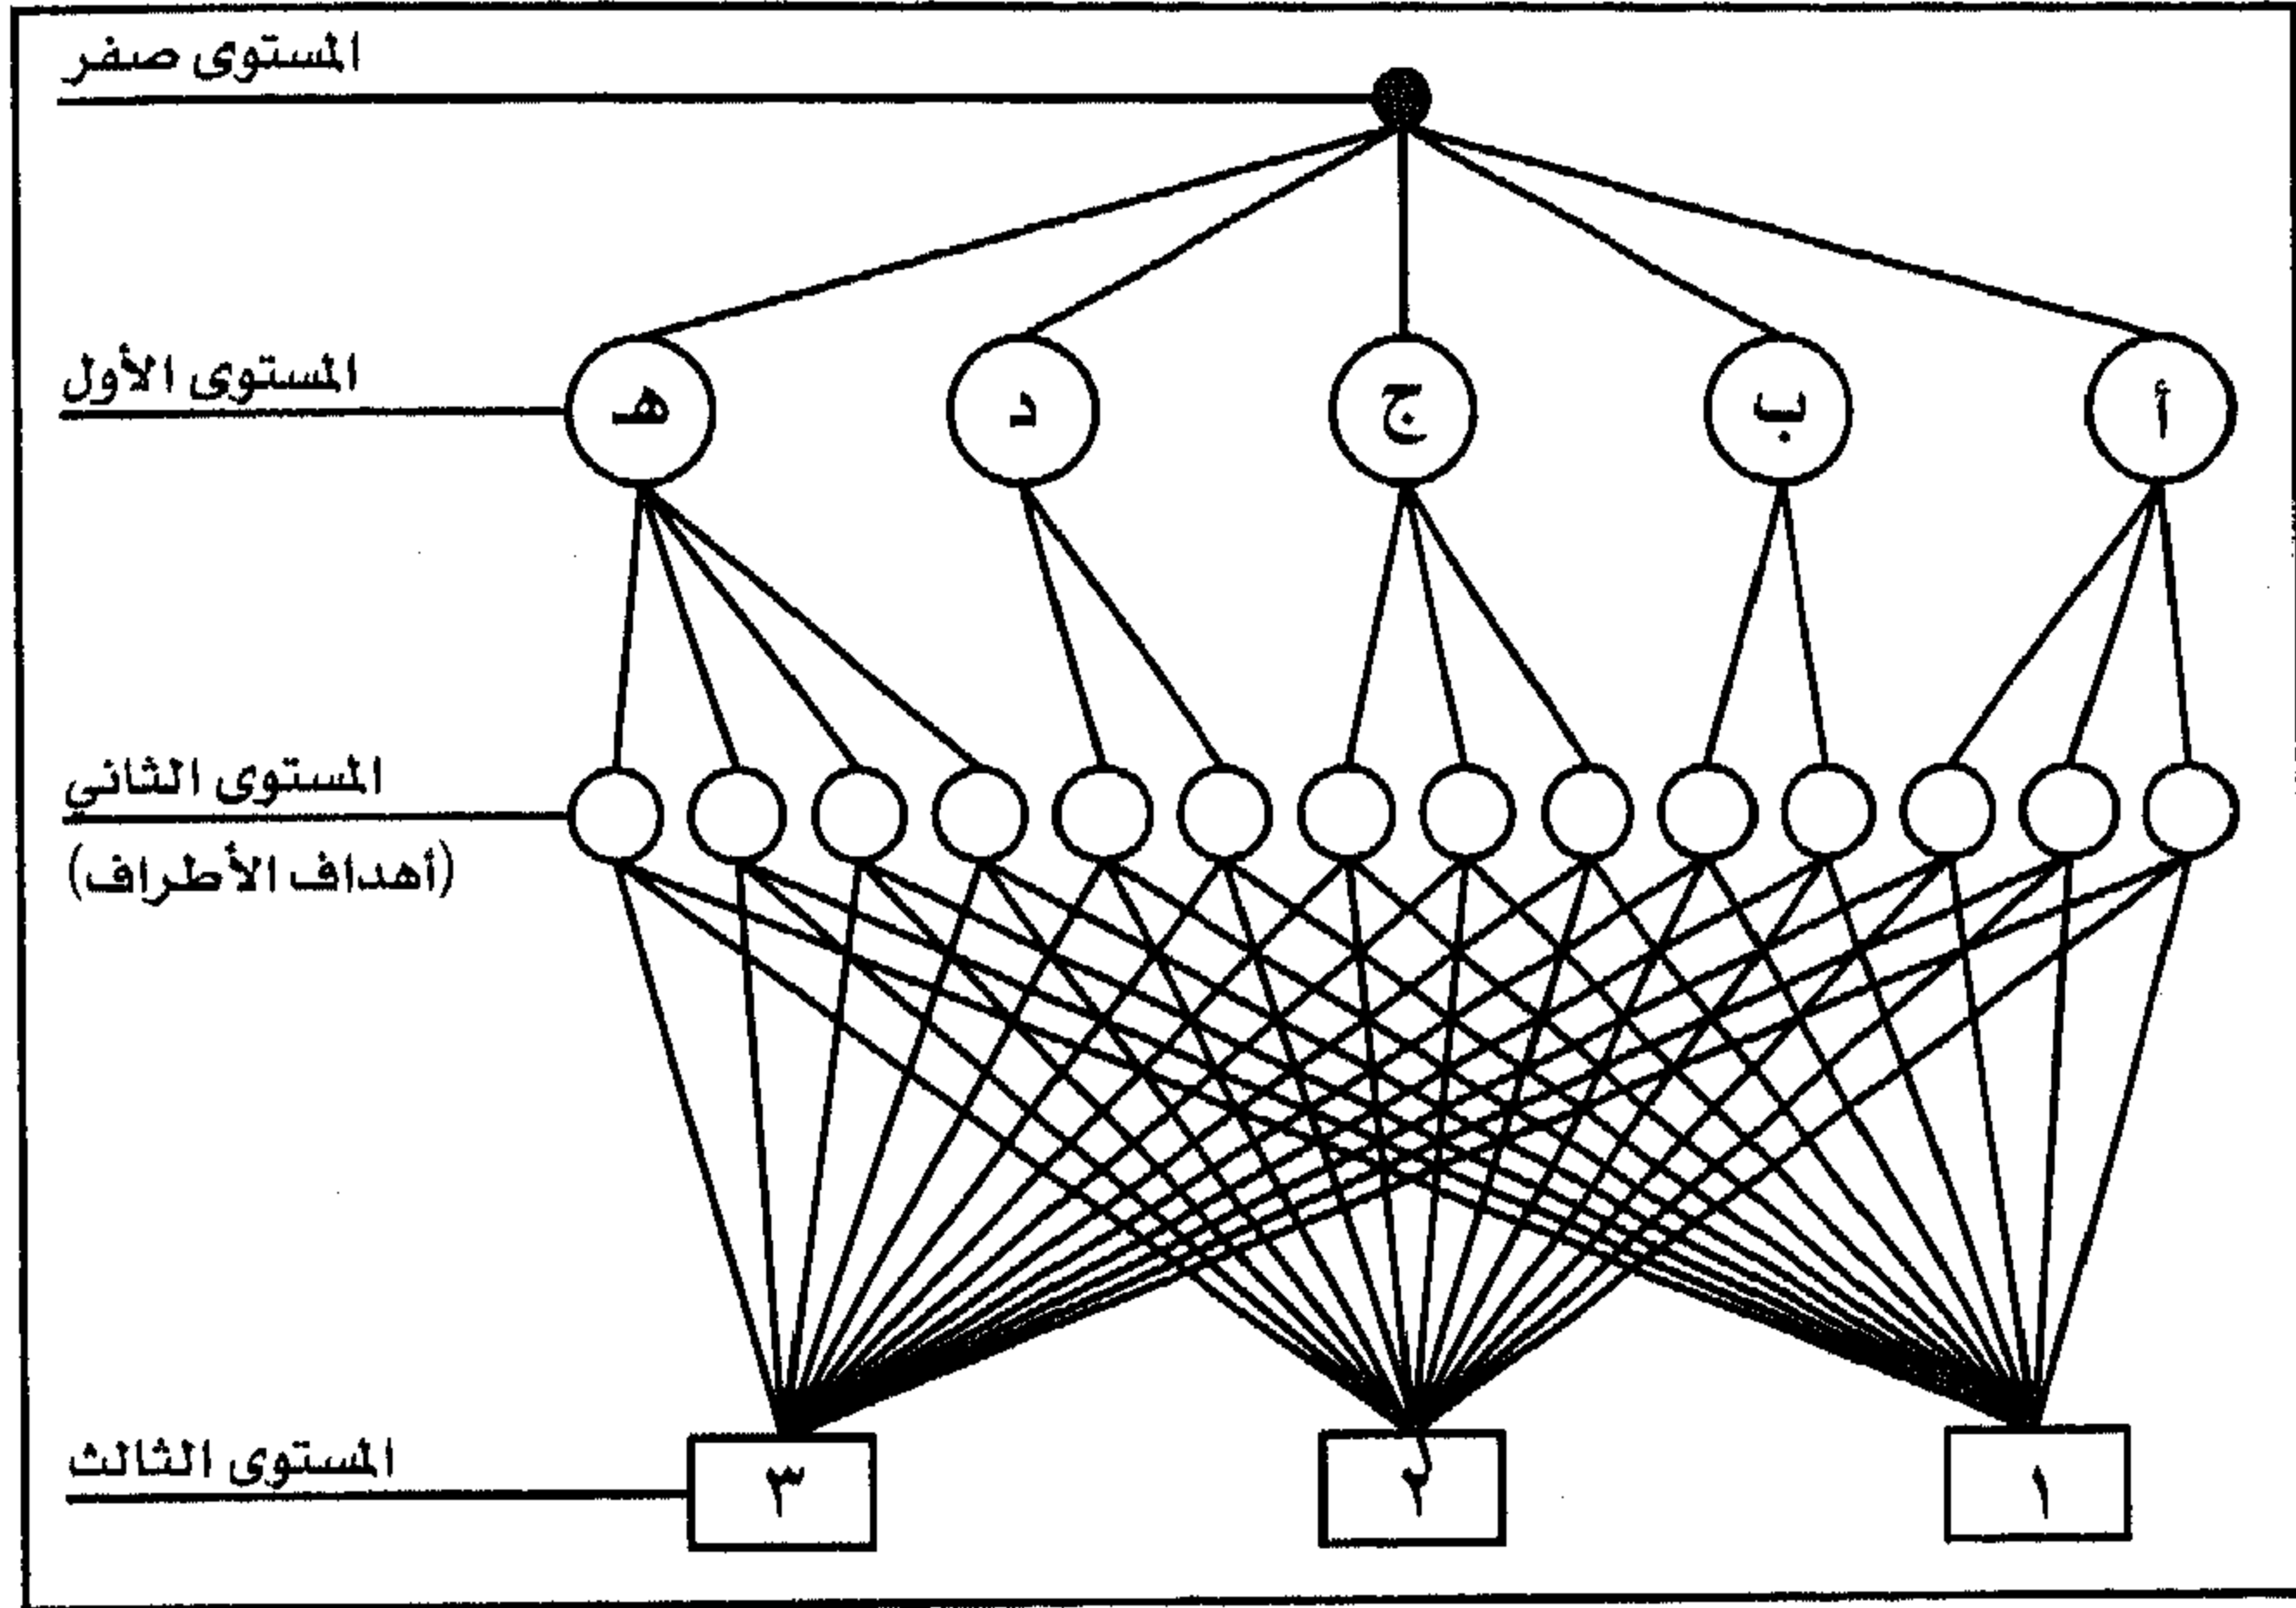 المستوى صفر
المستوى الأول
أ
ب
ج
د
هـ
المستوى الثاني
(أهداف الأطراف)
المستوى الثالث
١
٢
٣